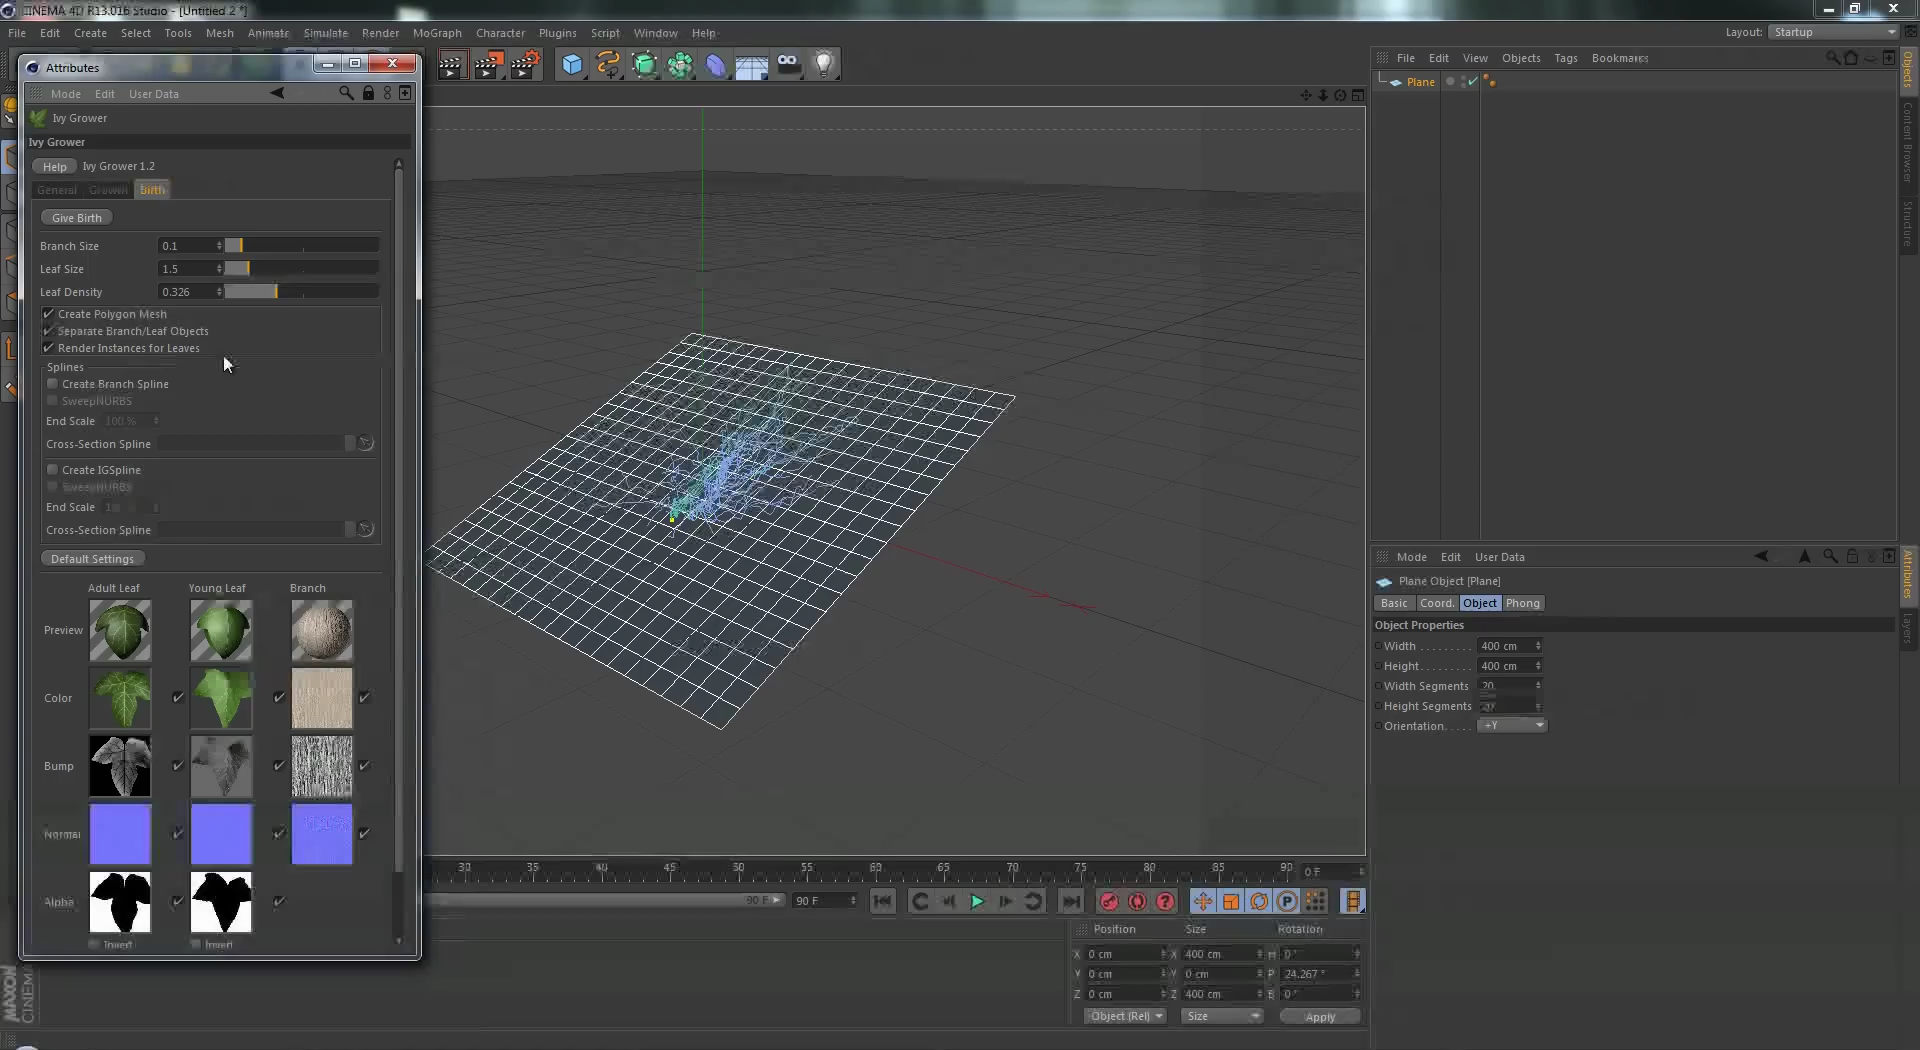 CINEMA 4D R13.016 Studio - [Untitled 2 *]
File Edit Create Select Tools Mesh Animate Simulate Render MoGraph Character Plugins Script Window Help
Layout: Startup
Attributes
Mode Edit User Data
Ivy Grower
Ivy Grower
Help Ivy Grower 1.2
General Growth Birth
Give Birth
Branch Size 0.1
Leaf Size 1.5
Leaf Density 0.326
Create Polygon Mesh
Separate Branch/Leaf Objects
Render Instances for Leaves
Splines
Create Branch Spline
SweepNURBS
End Scale 100 %
Cross-Section Spline
Create IGSpline
SweepNURBS
End Scale
Cross-Section Spline
Default Settings
Adult Leaf Young Leaf Branch
Preview
Color
Bump
Normal
Alpha
Invert Invert
30 35 40 45 50 55 60 65 70 75 80 85 90 0 F
90 F 90 F
Position Size Rotation
X 0 cm X 400 cm H 0 °
Y 0 cm Y 0 cm P 24.267 °
Z 0 cm Z 400 cm B 0 °
Object (Rel) Size Apply
MAXON
CINEMA
File Edit View Objects Tags Bookmarks
Plane
Objects
Content Browser
Structure
Mode Edit User Data
Plane Object [Plane]
Basic Coord. Object Phong
Object Properties
Width . . . . . . . . . 400 cm
Height . . . . . . . . 400 cm
Width Segments 20
Height Segments
Orientation . . . . . +Y
Attributes
Layers